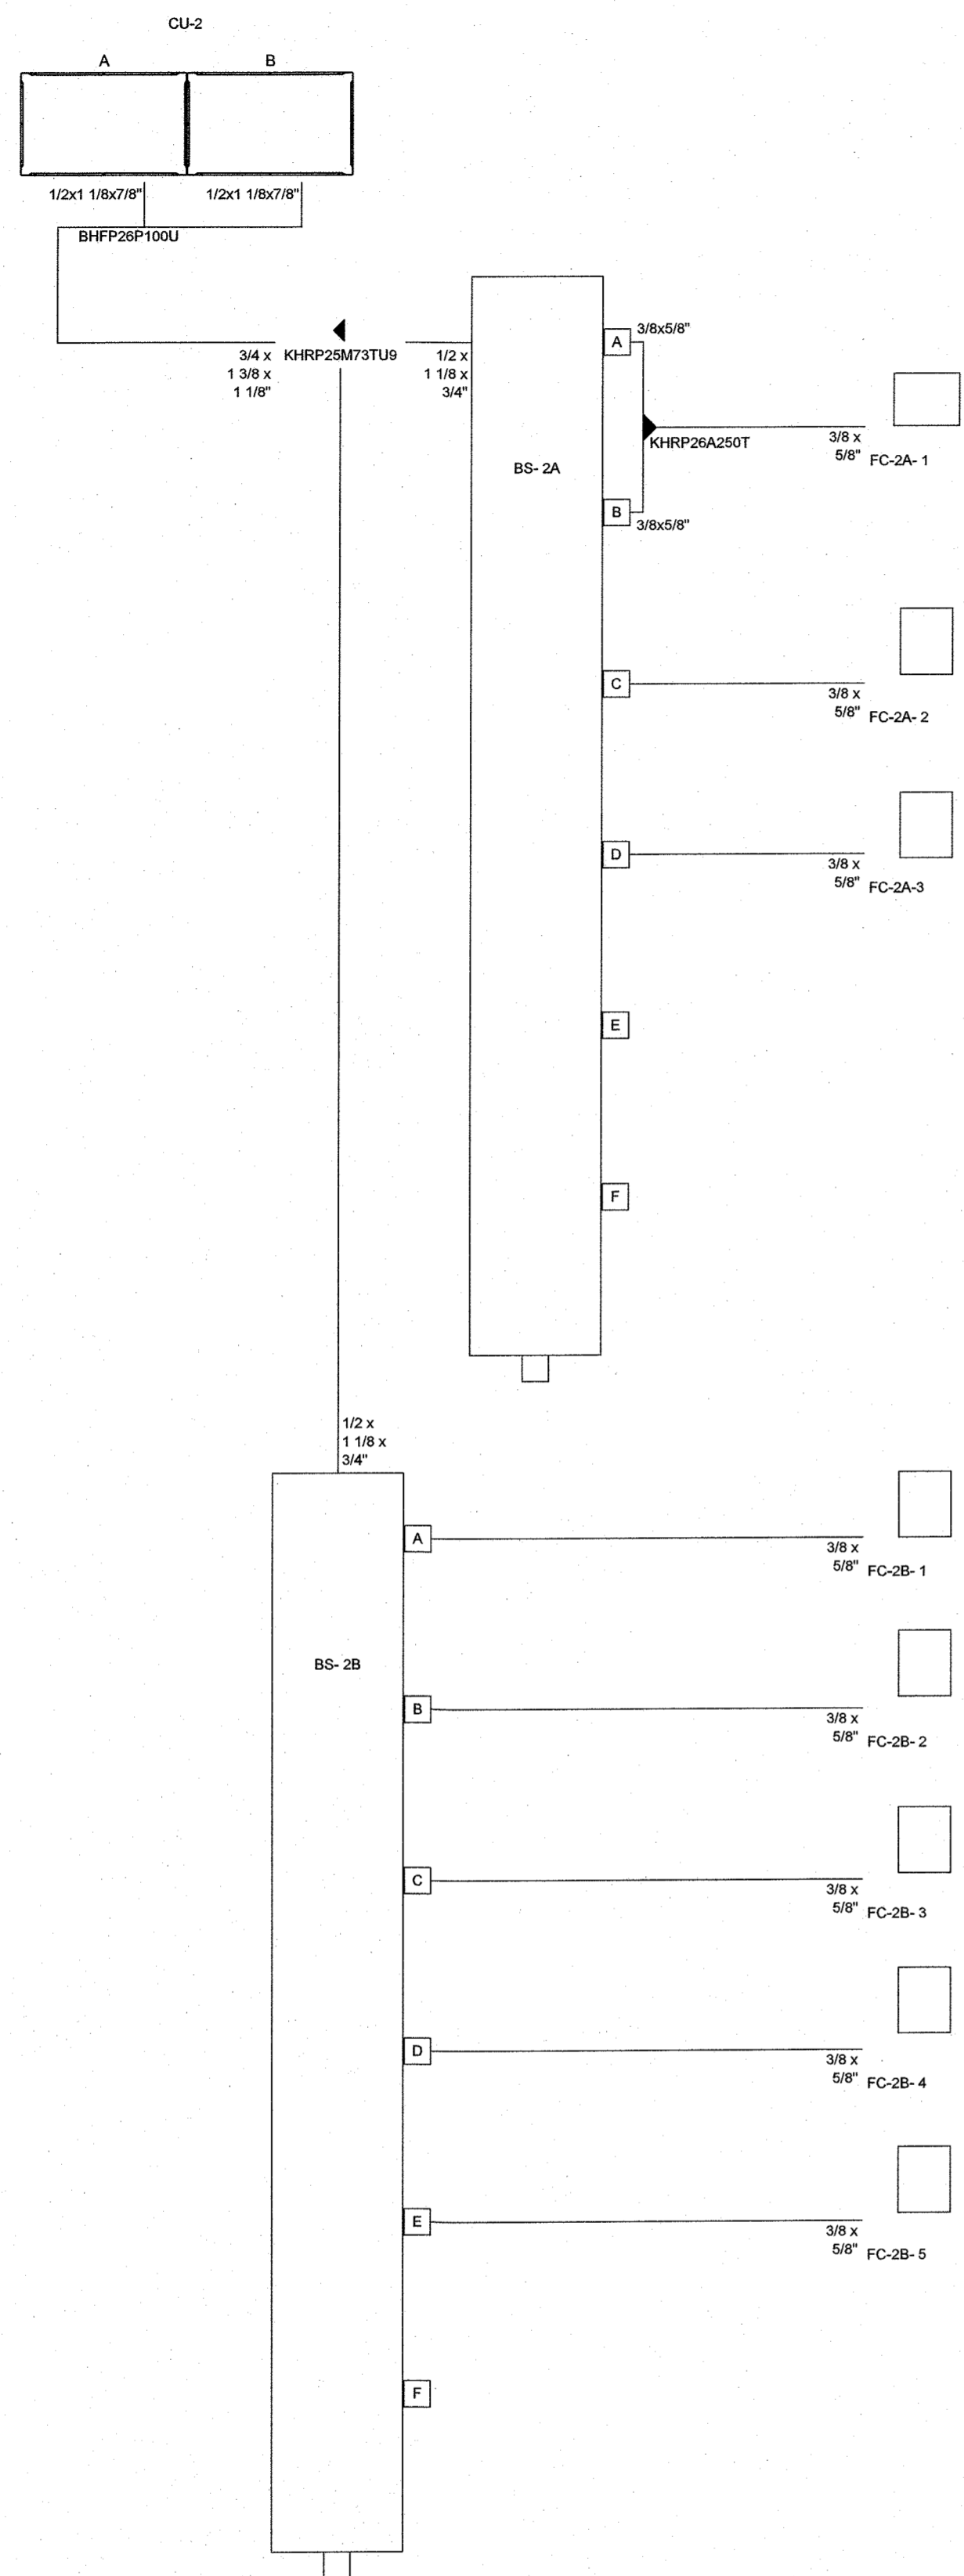 CU-2
A B
1/2x1 1/8x7/8" 1/2x1 1/8x7/8"
BHFP26P100U
3/4 x
1 3/8 x
1 1/8"
KHRP25M73TU9
1/2 x
1 1/8 x
3/4"
BS- 2A
A 3/8x5/8"
KHRP26A250T
3/8 x
5/8" FC-2A- 1
B 3/8x5/8"
C
3/8 x
5/8" FC-2A- 2
D
3/8 x
5/8" FC-2A-3
E
F
1/2 x
1 1/8 x
3/4"
BS- 2B
A
3/8 x
5/8" FC-2B- 1
B
3/8 x
5/8" FC-2B- 2
C
3/8 x
5/8" FC-2B- 3
D
3/8 x
5/8" FC-2B- 4
E
3/8 x
5/8" FC-2B- 5
F